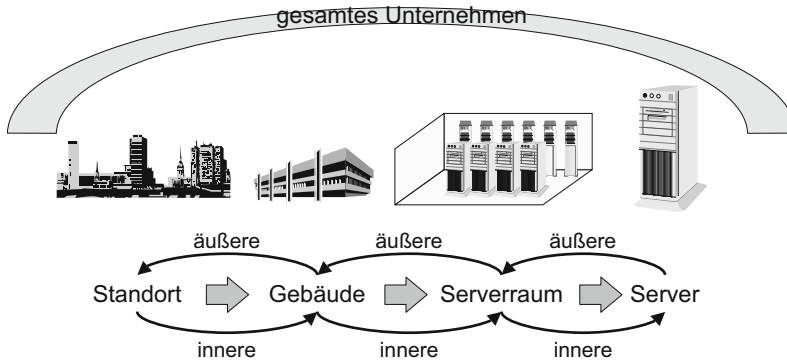 gesamtes Unternehmen
äußere äußere äußere
Standort Gebäude Serverraum Server
innere innere innere